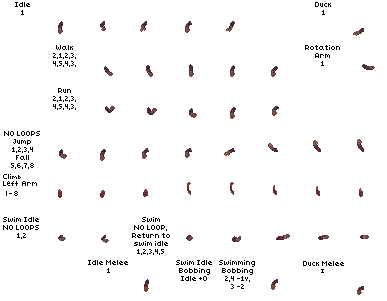 Idle
1
Duck
1
Walk
2,1,2,3,
4,5,4,3,
Rotation
Arm
1
Run
2,1,2,3,
4,5,4,3,
NO LOOPS
Jump
1,2,3,4
Fall
5,6,7,8
Climb
Left Arm
1-8
Swim Idle
NO LOOPS
1,2
Swim
NO LOOP,
Return to
swim idle
1,2,3,4,5
Swim Idle
Bobbing
Idle +0
Swimming
Bobbing
2,4 -1v,
3 -2
Idle Melee
1
Duck Melee
1